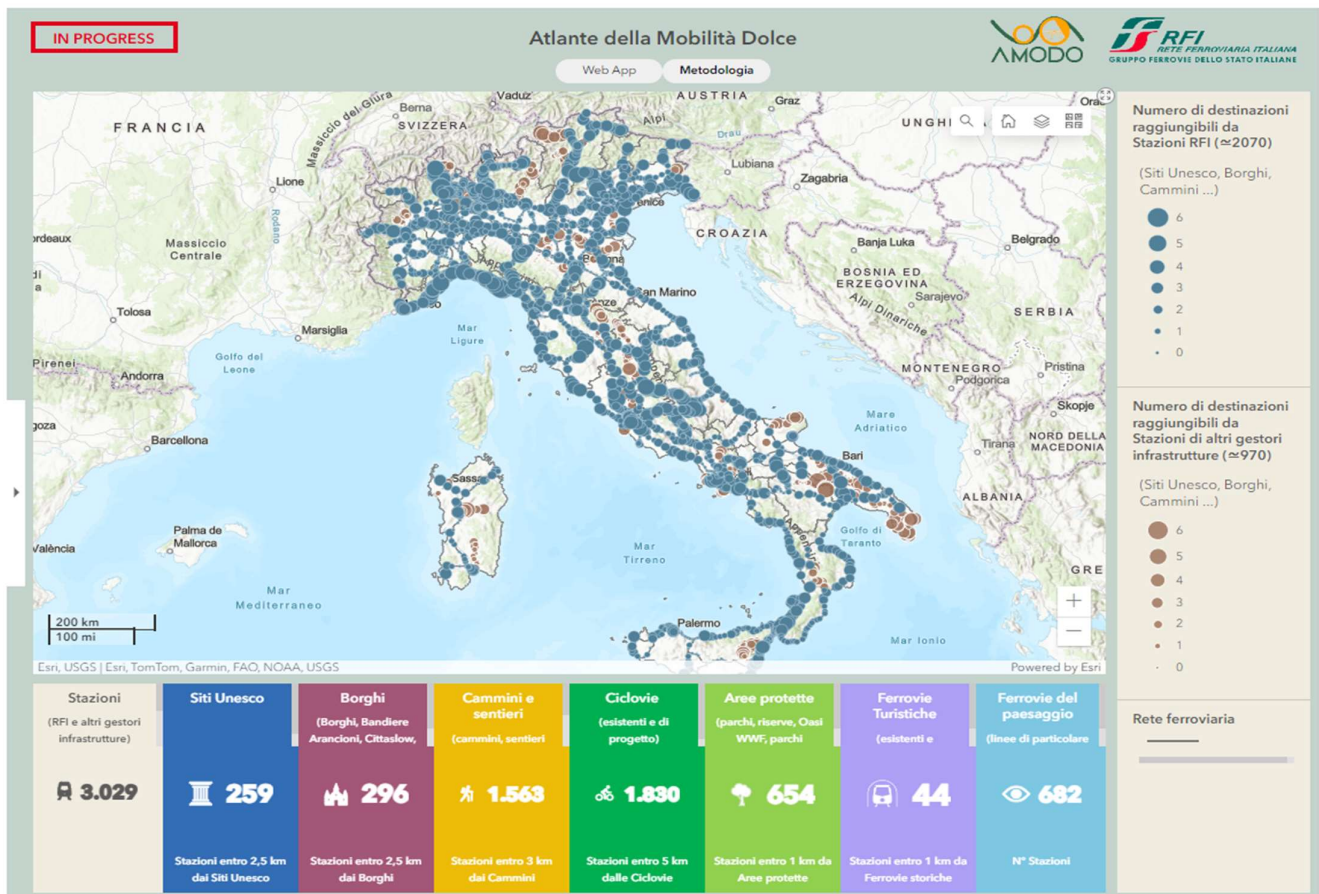 IN PROGRESS
Atlante della Mobilità Dolce
Web App
Metodologia
AMODO
RFI
RETE FERROVIARIA ITALIANA
GRUPPO FERROVIE DELLO STATO ITALIANE
FRANCIA
Massiccio del Giura
Berna
SVIZZERA
Vaduz
AUSTRIA
Graz
Alpi
Drau
Lubiana
Zagabria
Lione
Rodano
Massiccio
Centrale
CROAZIA
Banja Luka
Belgrado
BOSNIA ED
ERZEGOVINA
Sarajevo
Alpi Dinariche
SERBIA
San Marino
Tolosa
Marsiglia
Mar
Ligure
Golfo del
Leone
Andorra
Pirenei
MONTENEGRO
Podgorica
Pristina
Skopje
Mare
Adriatico
Tirana
NORD DELLA
MACEDONIA
Barcellona
Bari
ALBANIA
Palma de
Mallorca
València
Mar
Tirreno
Golfo di
Taranto
Mar
Mediterraneo
Palermo
Mar Ionio
200 km
100 mi
+
−
Esri, USGS | Esri, TomTom, Garmin, FAO, NOAA, USGS
Powered by Esri
Numero di destinazioni
raggiungibili da
Stazioni RFI (≃2070)
(Siti Unesco, Borghi,
Cammini ...)
6
5
4
3
2
1
0
Numero di destinazioni
raggiungibili da
Stazioni di altri gestori
infrastrutture (≃970)
(Siti Unesco, Borghi,
Cammini ...)
6
5
4
3
2
1
0
Rete ferroviaria
Stazioni
(RFI e altri gestori
infrastrutture)
3.029
Siti Unesco
259
Stazioni entro 2,5 km
dai Siti Unesco
Borghi
(Borghi, Bandiere
Arancioni, Cittaslow,
296
Stazioni entro 2,5 km
dai Borghi
Cammini e
sentieri
(cammini, sentieri
1.563
Stazioni entro 3 km
dai Cammini
Ciclovie
(esistenti e di
progetto)
1.830
Stazioni entro 5 km
dalle Ciclovie
Aree protette
(parchi, riserve, Oasi
WWF, parchi
654
Stazioni entro 1 km da
Aree protette
Ferrovie
Turistiche
(esistenti e
44
Stazioni entro 1 km da
Ferrovie storiche
Ferrovie del
paesaggio
(linee di particolare
682
N° Stazioni